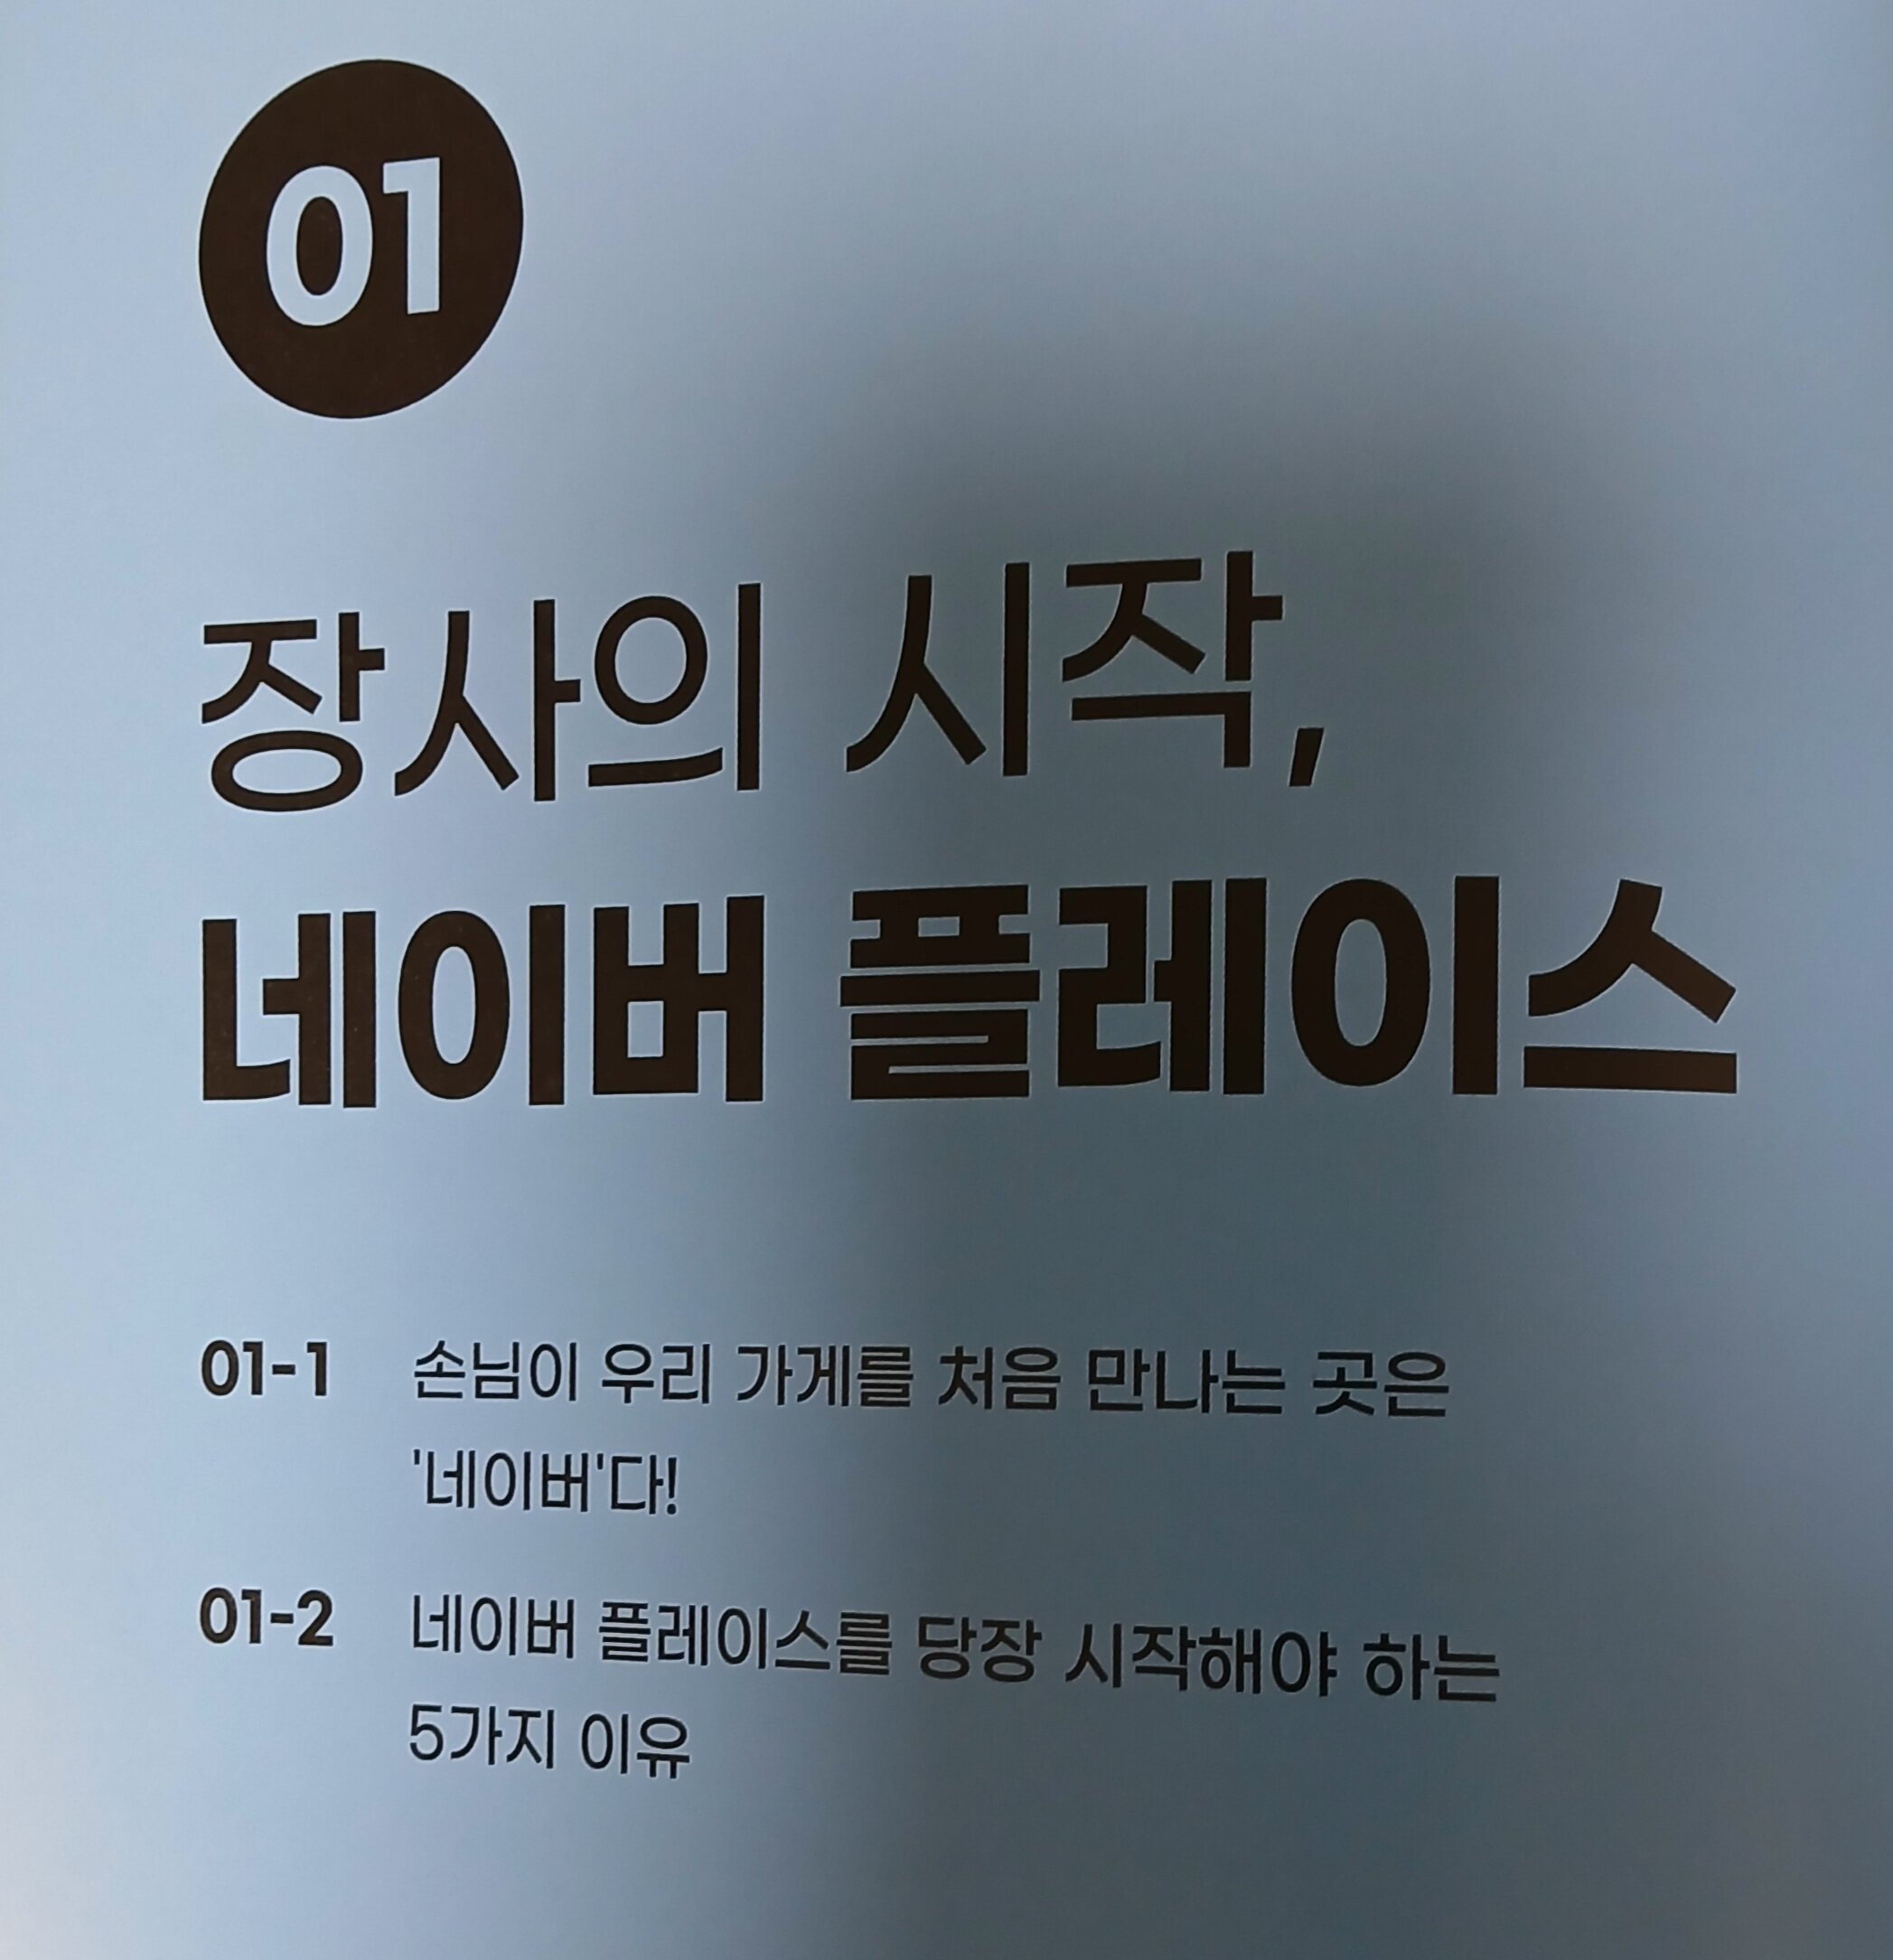 01
장사의 시작,
네이버 플레이스
01-1 손님이 우리 가게를 처음 만나는 곳은
'네이버'다!
01-2 네이버 플레이스를 당장 시작해야 하는
5가지 이유